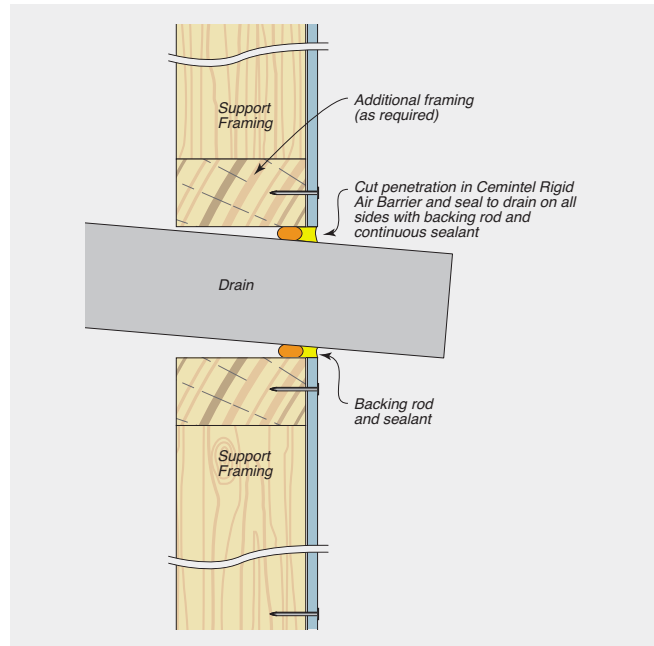 Support
Framing
Additional framing
(as required)
Cut penetration in Cemintel Rigid
Air Barrier and seal to drain on all
sides with backing rod and
continuous sealant
Drain
Backing rod
and sealant
Support
Framing